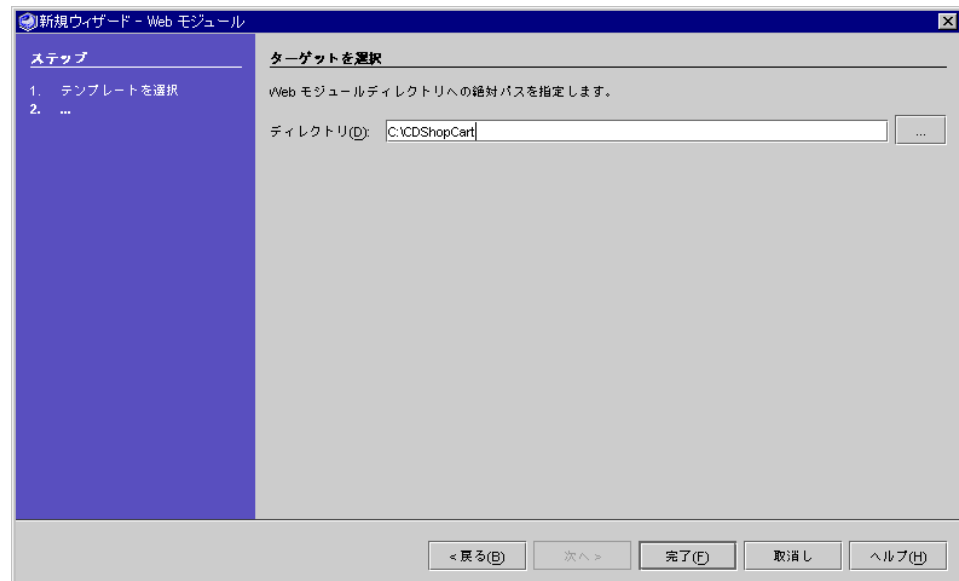 新規ウィザード - Web モジュール
ステップ
1. テンプレートを選択
2. ...
ターゲットを選択
Web モジュールディレクトリへの絶対パスを指定します。
ディレクトリ(D): C:\CDShopCart ...
< 戻る(B) 次へ > 完了(F) 取消し ヘルプ(H)